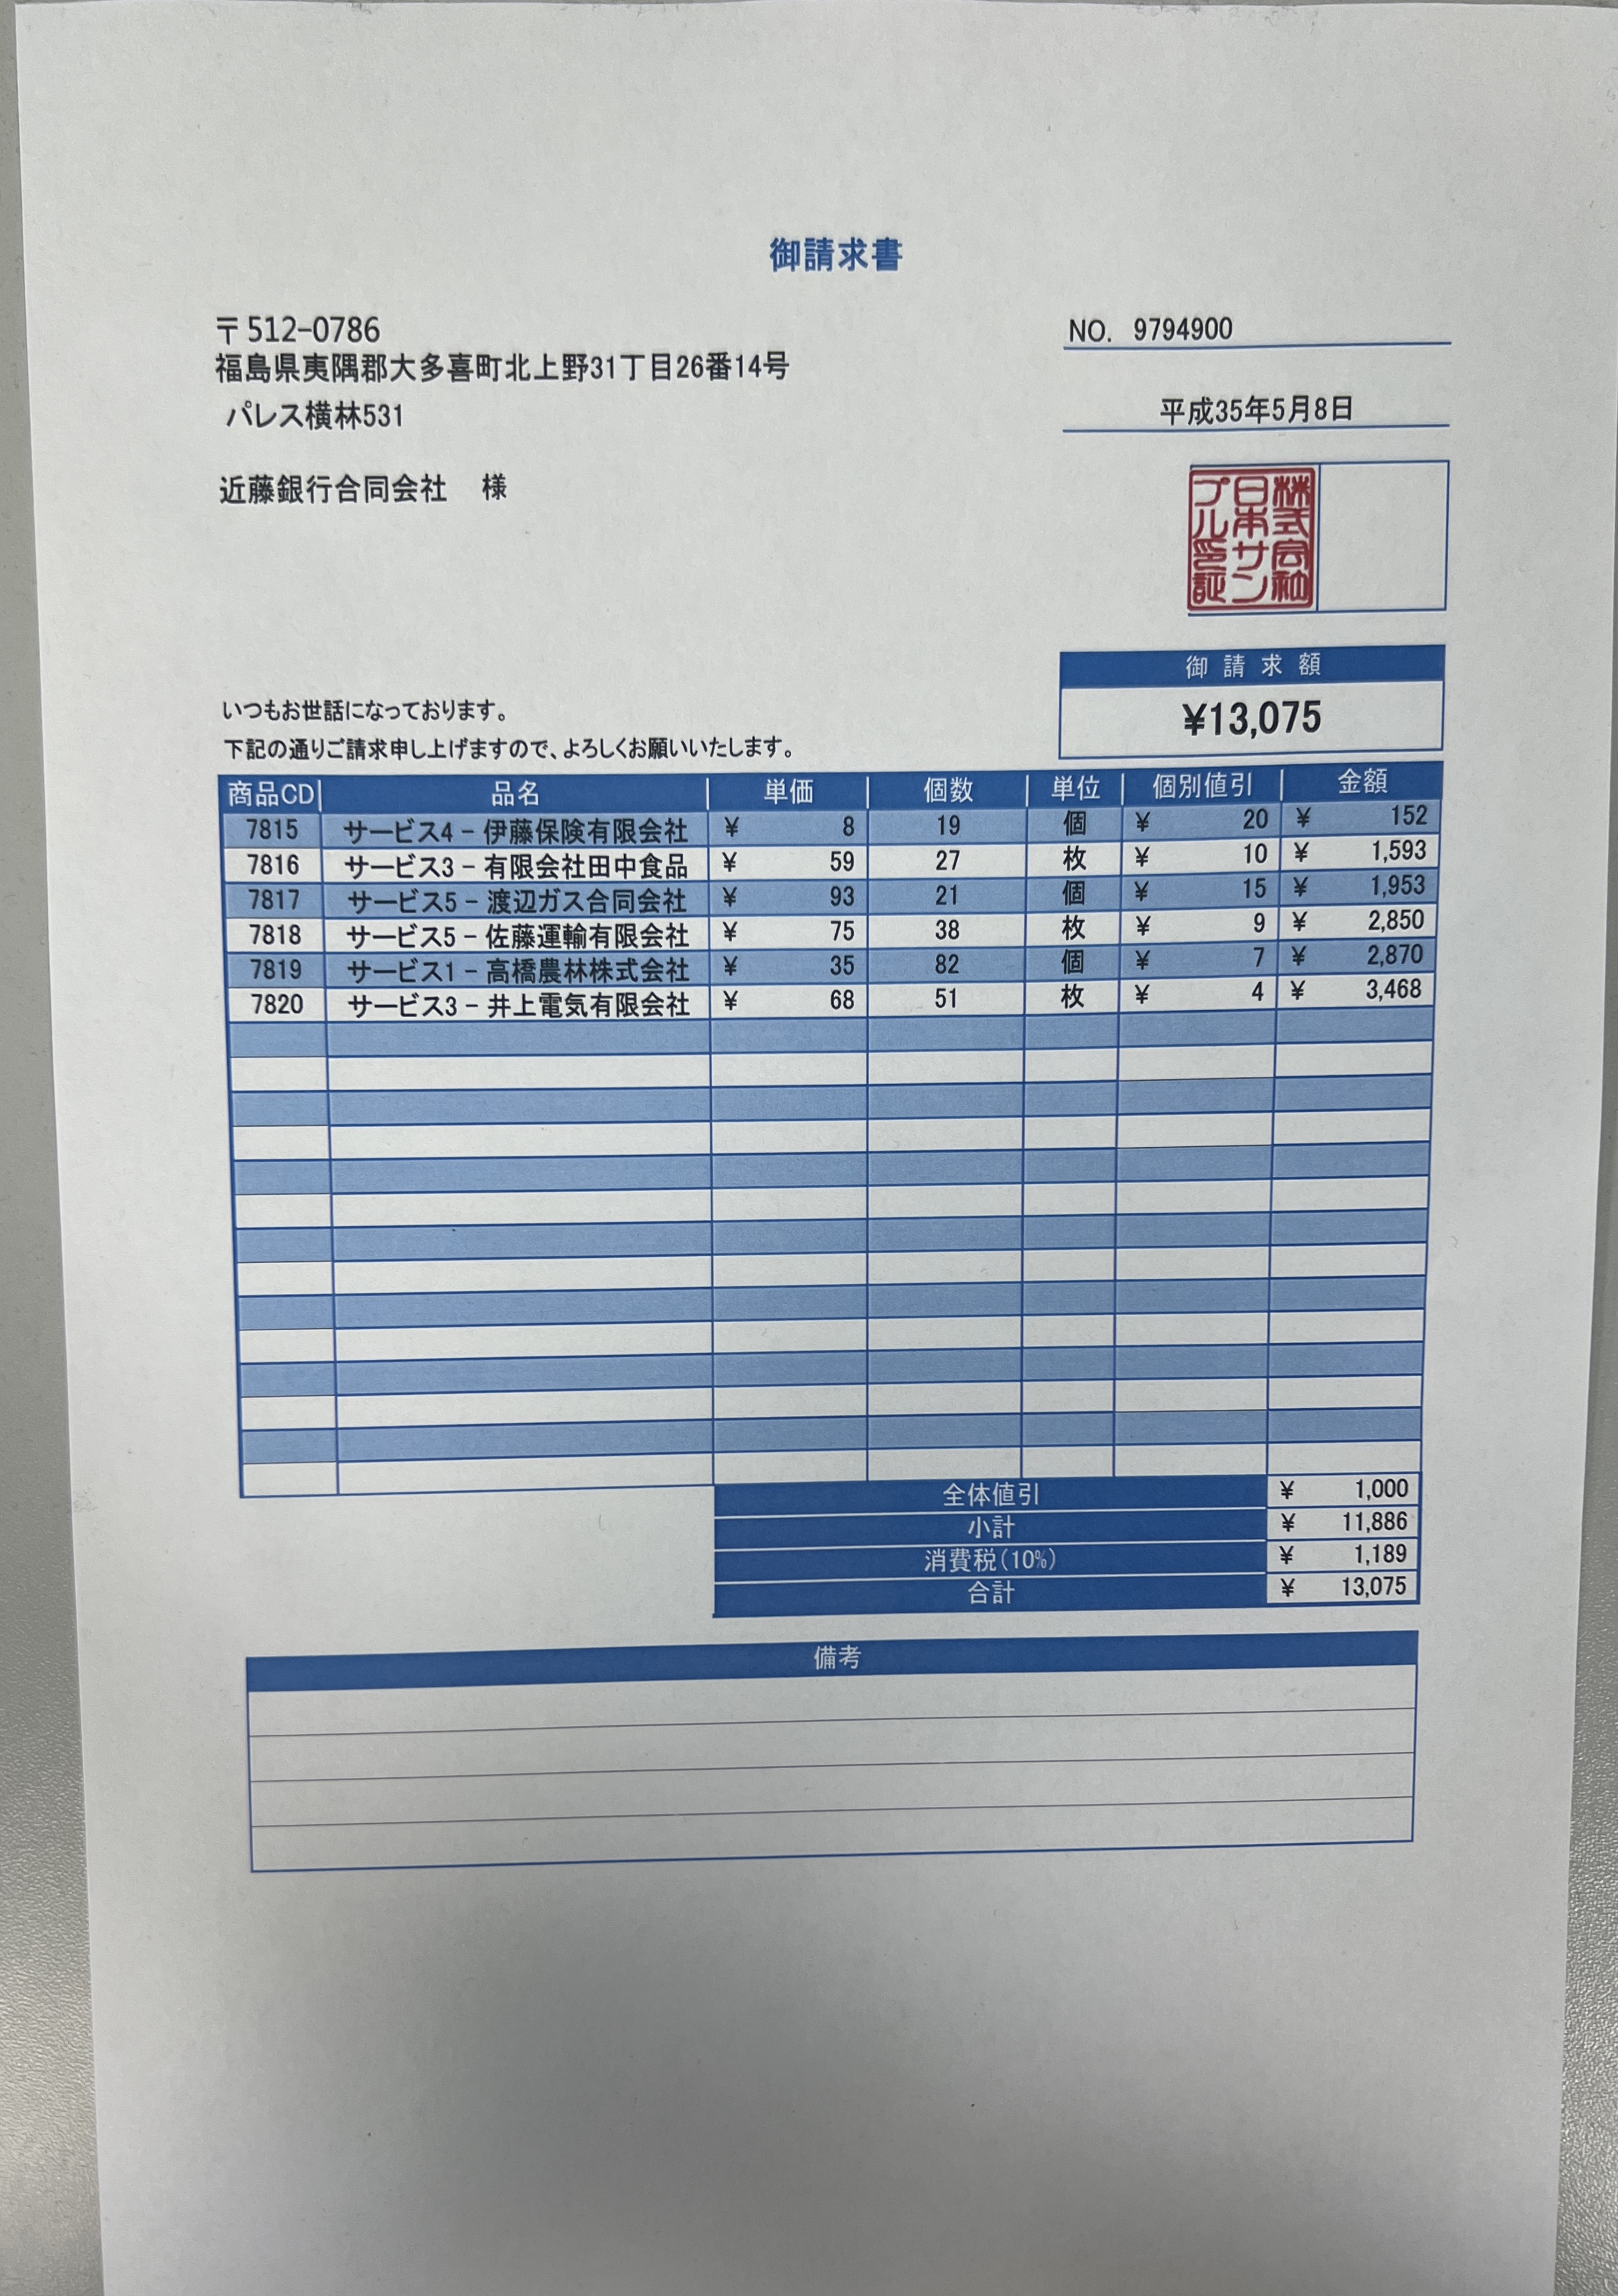 御請求書
〒512-0786
福島県夷隅郡大多喜町北上野31丁目26番14号
パレス横林531
近藤銀行合同会社 様
NO. 9794900
平成35年5月8日
株式会社
日本サン
プル印証
御請求額
¥13,075
いつもお世話になっております。
下記の通りご請求申し上げますので、よろしくお願いいたします。
商品CD 品名 単価 個数 単位 個別値引 金額
7815 サービス4 - 伊藤保険有限会社 ¥ 8 19 個 ¥ 20 ¥ 152
7816 サービス3 - 有限会社田中食品 ¥ 59 27 枚 ¥ 10 ¥ 1,593
7817 サービス5 - 渡辺ガス合同会社 ¥ 93 21 個 ¥ 15 ¥ 1,953
7818 サービス5 - 佐藤運輸有限会社 ¥ 75 38 枚 ¥ 9 ¥ 2,850
7819 サービス1 - 高橋農林株式会社 ¥ 35 82 個 ¥ 7 ¥ 2,870
7820 サービス3 - 井上電気有限会社 ¥ 68 51 枚 ¥ 4 ¥ 3,468
全体値引 ¥ 1,000
小計 ¥ 11,886
消費税(10%) ¥ 1,189
合計 ¥ 13,075
備考